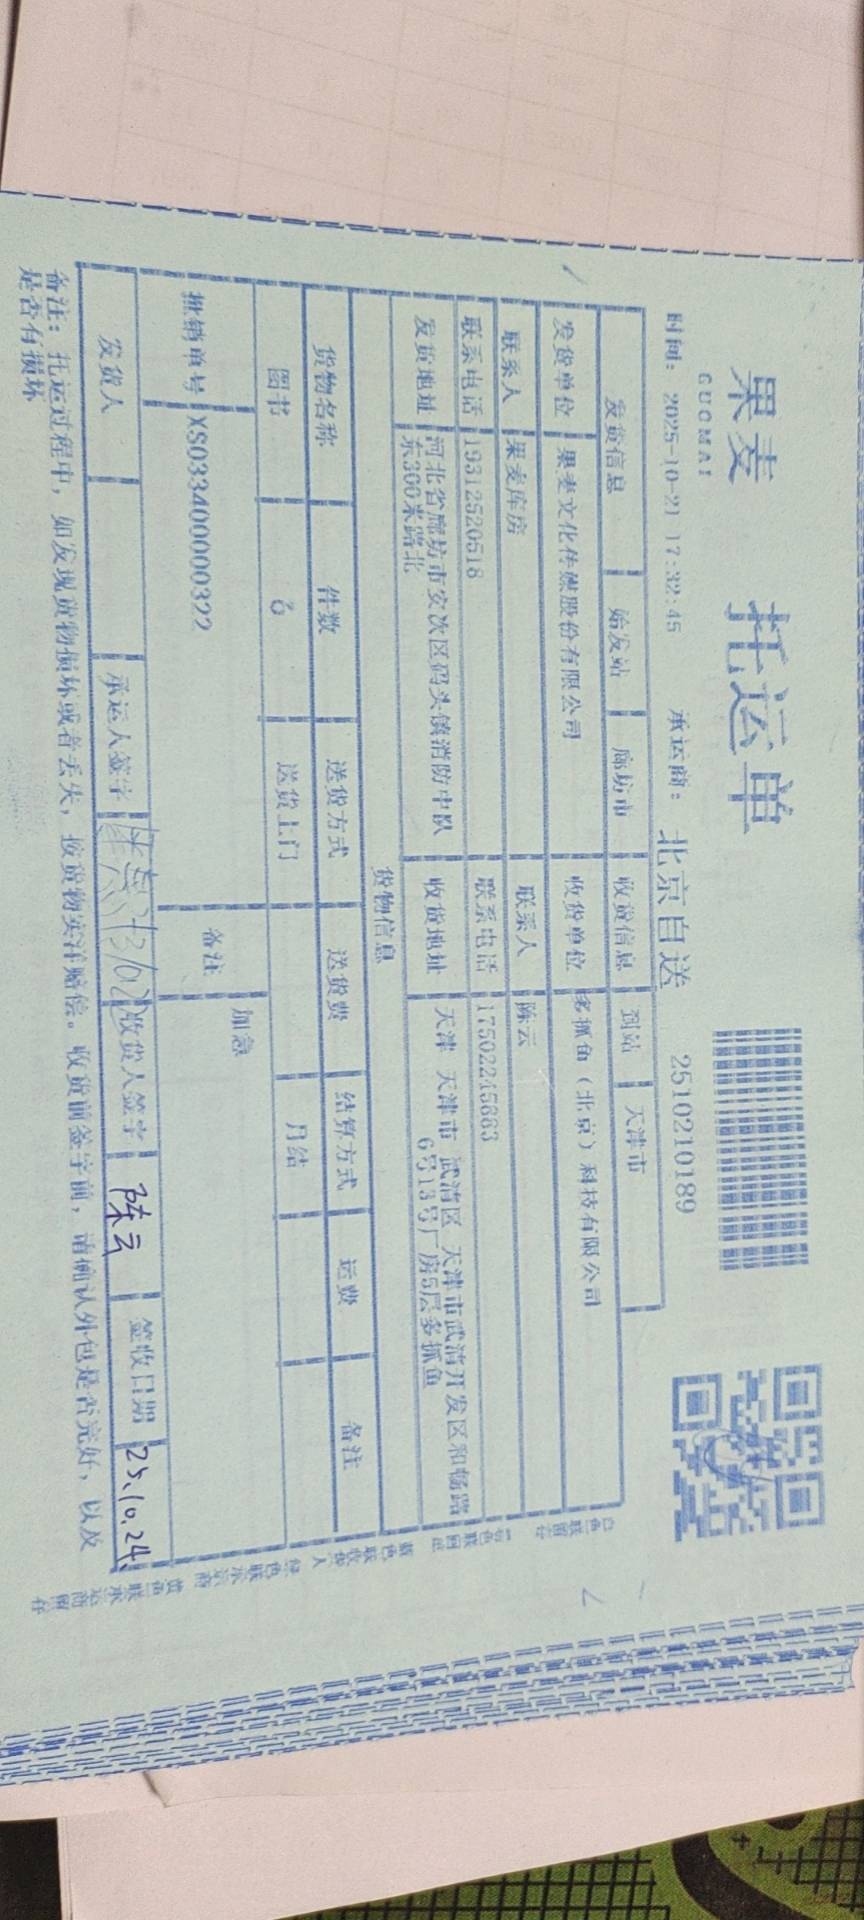 果麦 托运单
GUOMAI
时间： 2025-10-21 17:32:45 承运商： 北京自送 2510210189
发货信息 始发站 廊坊市 收货信息 到站 天津市
发货单位 果麦文化传媒股份有限公司 收货单位 多抓鱼（北京）科技有限公司
联系人 果麦库房 联系人 陈云
联系电话 19312520518 联系电话 17502245883
发货地址 河北省廊坊市安次区码头镇消防中队 收货地址 天津 天津市 武清区 天津市武清开发区和畅路
东300米路北 6号13号厂房5层多抓鱼
货物信息
货物名称 件数 送货方式 送货费 结算方式 运费 备注
图书 6 送货上门 月结
批销单号 XS033400000322 备注 加急
发货人 承运人签字 收货人签字 陈云 签收日期 25.10.24.
备注：托运过程中，如发现货物损坏或者丢失，按货物实洋赔偿。收货前签字前，请确认外包是否完好，以及
是否有损坏